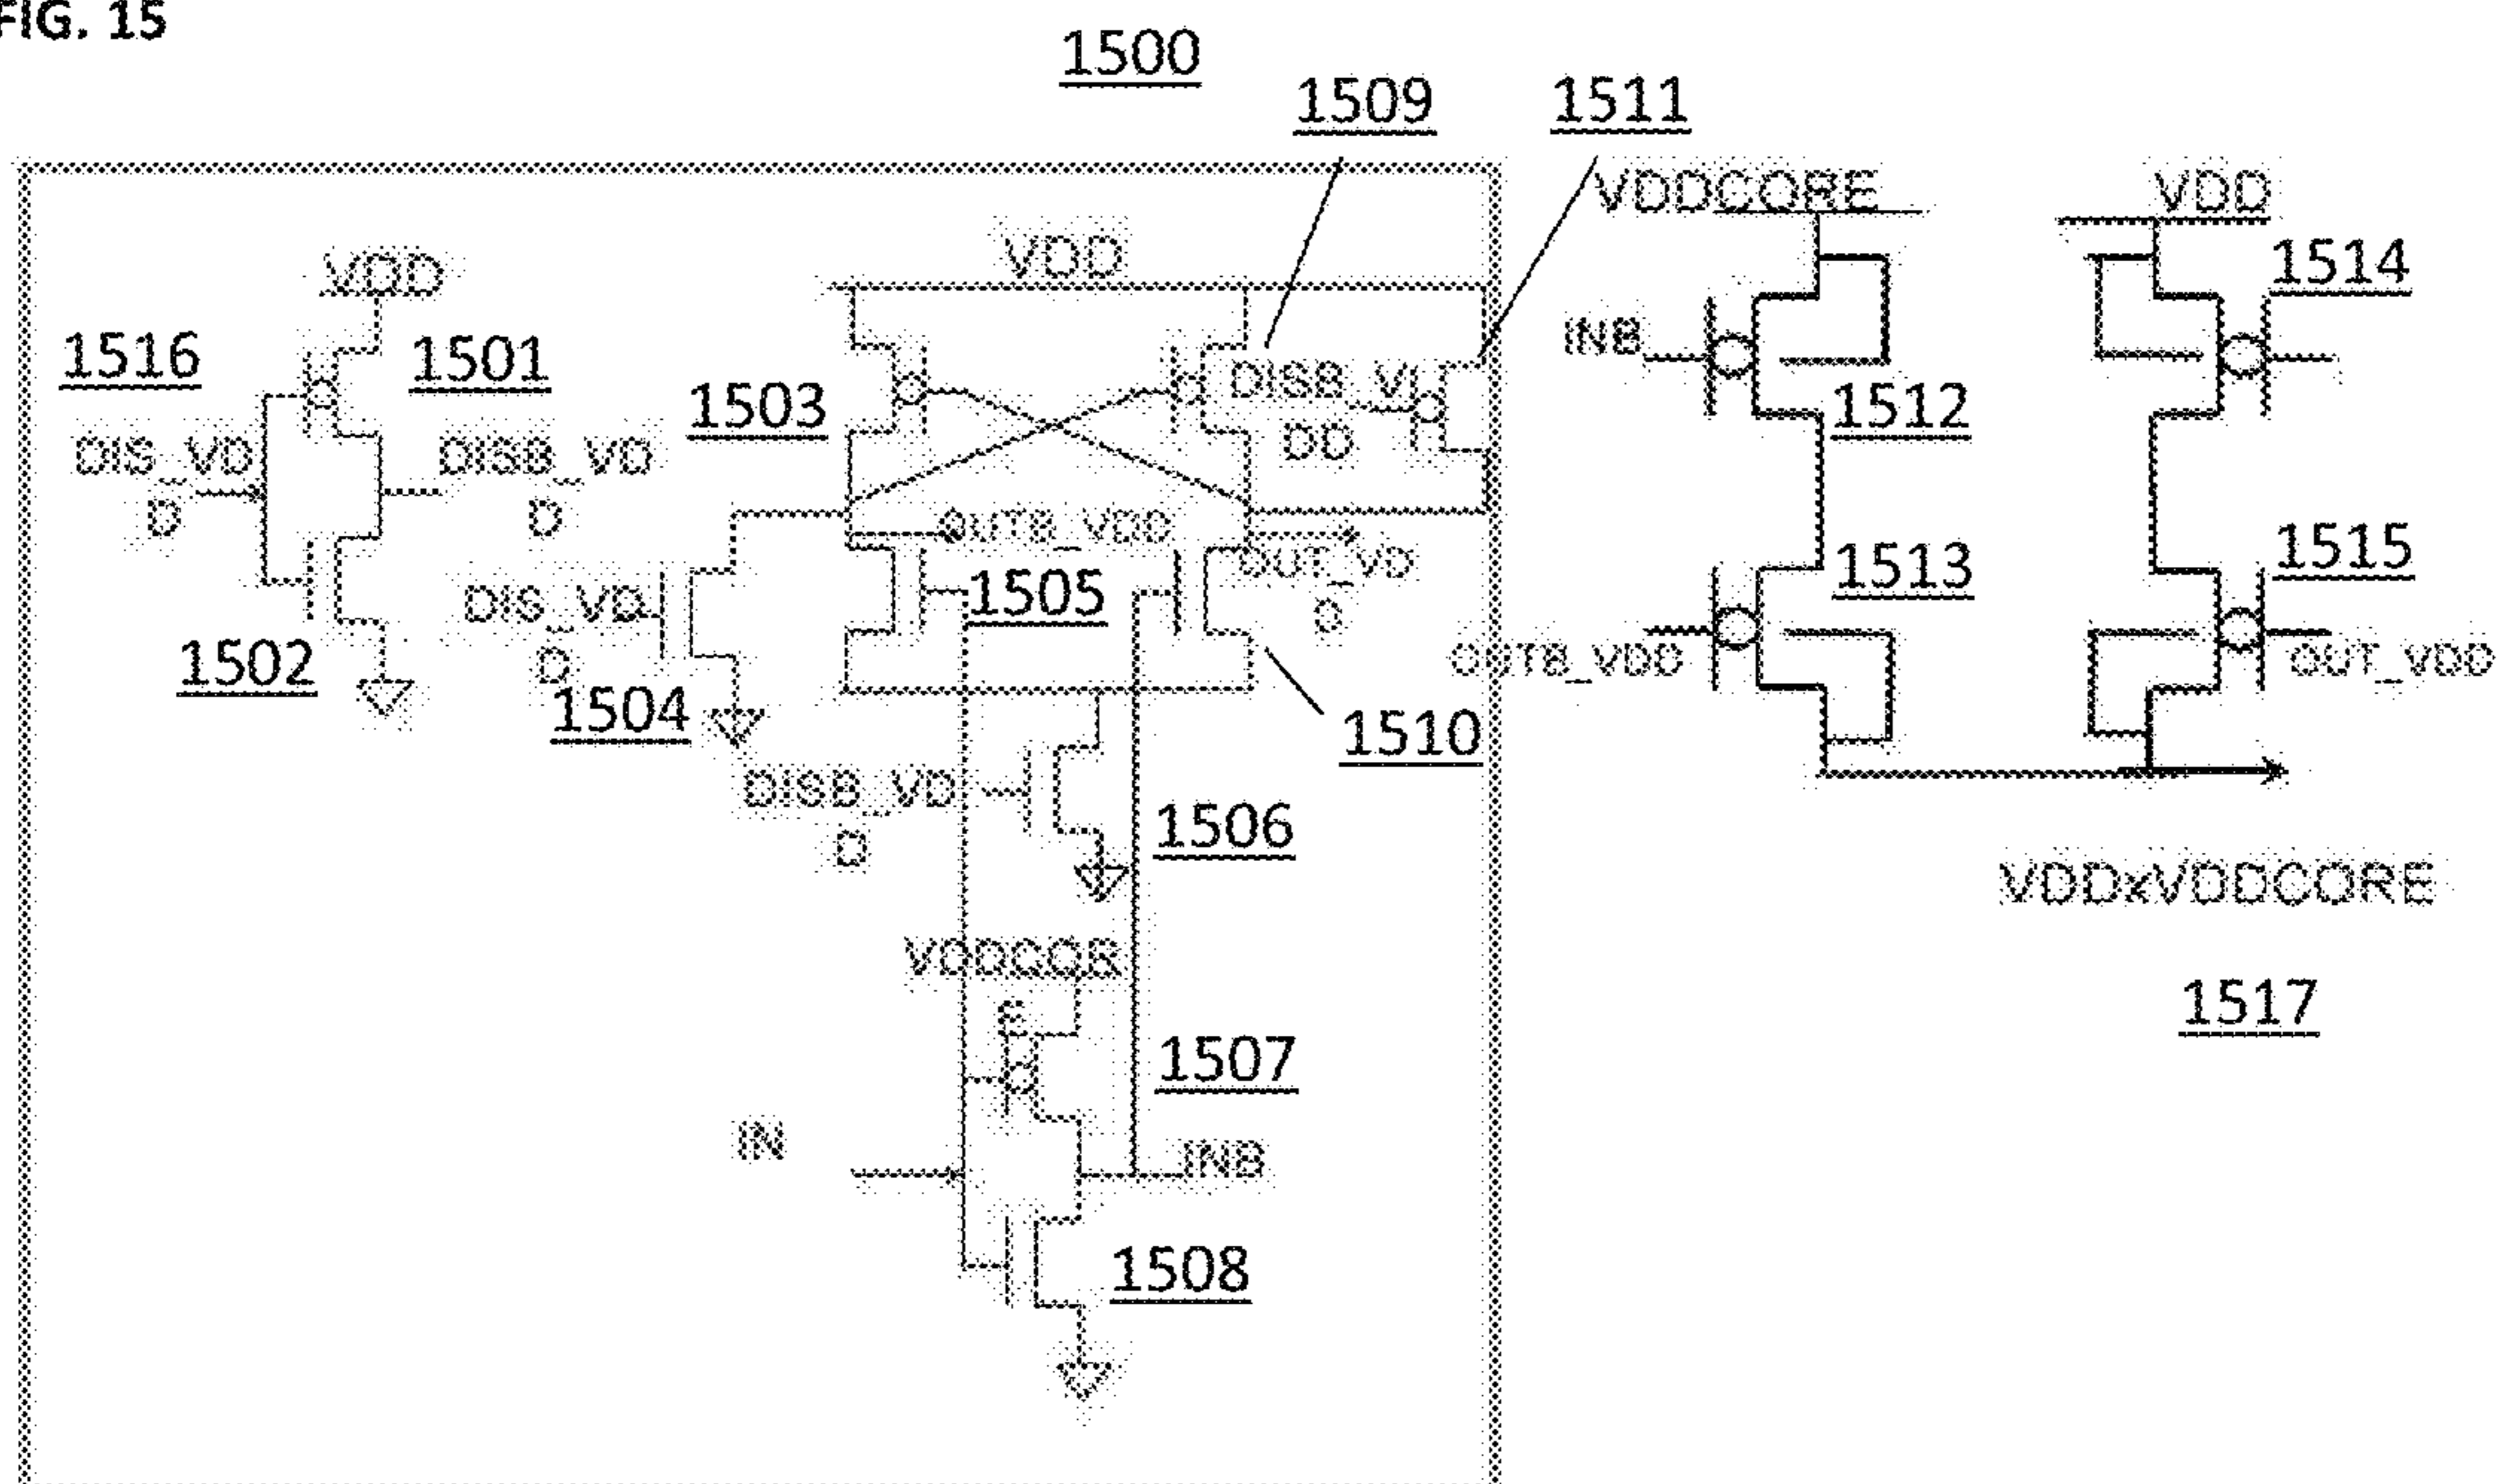 FIG. 15
1500
1509
1511
VDDCORE
VDD
VDD
VDD
1514
1516
1501
INB
1503
DISB_VI
DD
1512
DIS_VD
D
DISB_VD
D
OUTB_VDD
OUT_VD
D
1513
1515
DIS_VD
D
1505
1502
1504
OUTB_VDD
OUT_VDD
1510
DISB_VD
D
1506
VDDxVDDCORE
VDDCOR
E
1517
1507
IN
INB
1508